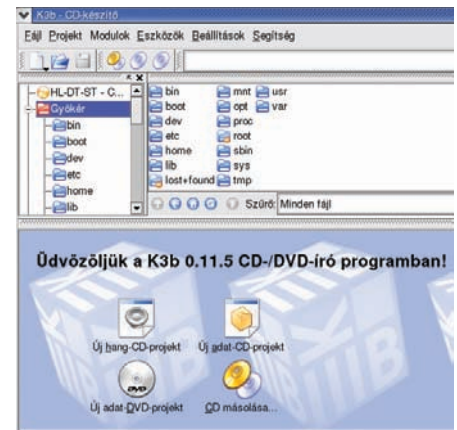 K3b - CD-készítő
Fájl Projekt Modulok Eszközök Beállítások Segítség
HL-DT-ST - C...
Gyökér
bin
boot
dev
etc
home
lib
bin mnt usr
boot opt var
dev proc
etc root
home sbin
lib sys
lost+found tmp
Szűrő: Minden fájl
Üdvözöljük a K3b 0.11.5 CD-/DVD-író programban!
Új hang-CD-projekt Új adat-CD-projekt
Új adat-DVD-projekt CD másolása...